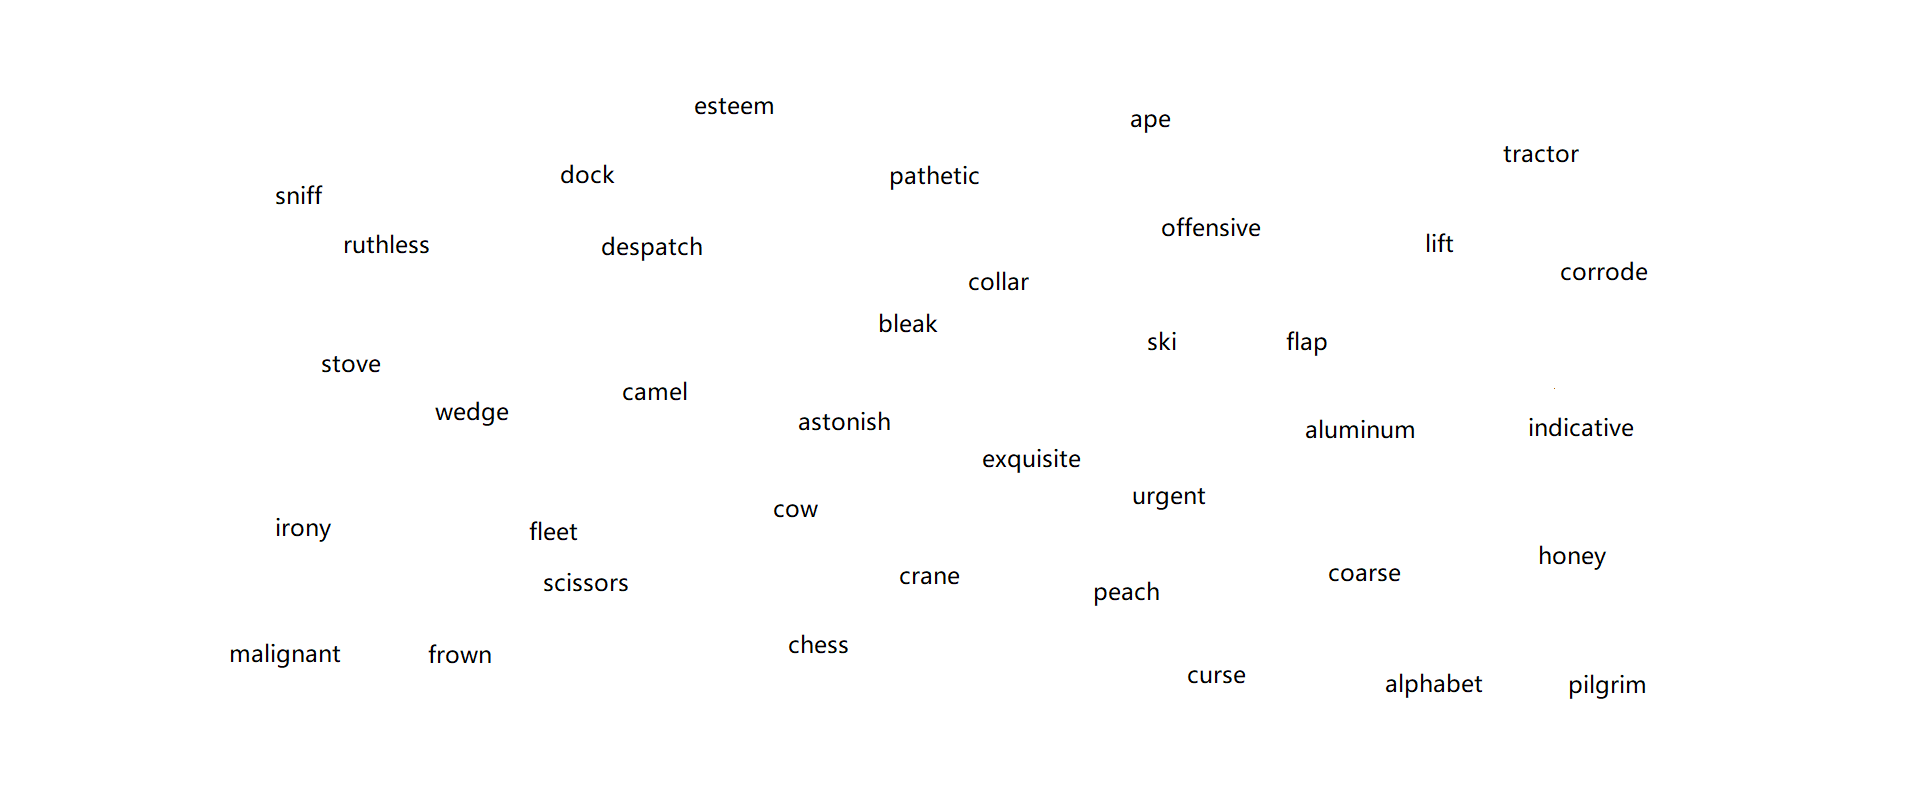 esteem
ape
tractor
dock
pathetic
sniff
offensive
ruthless
despatch
lift
corrode
collar
bleak
ski
flap
stove
camel
wedge
astonish
aluminum
indicative
exquisite
urgent
cow
irony
fleet
honey
coarse
crane
scissors
peach
chess
malignant
frown
curse
alphabet
pilgrim